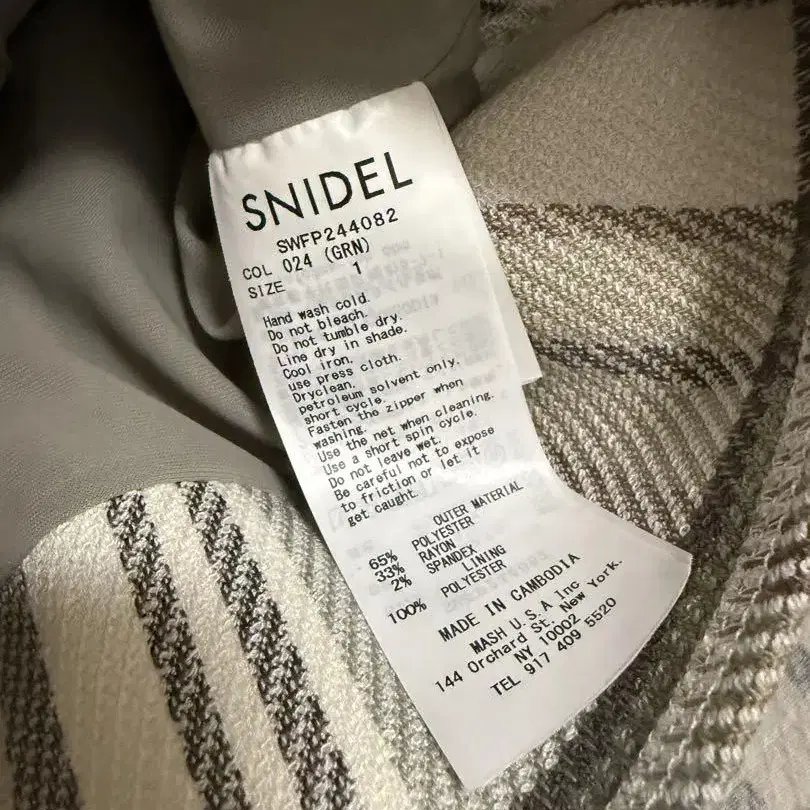 SNIDEL
SWFP244082
COL 024 (GRN)
SIZE 1
Hand wash cold.
Do not bleach.
Do not tumble dry.
Line dry in shade.
Cool iron.
use press cloth.
Dryclean.
petroleum solvent only.
short cycle.
Fasten the zipper when
washing.
Use the net when cleaning.
Use a short spin cycle.
Do not leave wet.
Be careful not to expose
to friction or let it
get caught.
OUTER MATERIAL
65% POLYESTER
33% RAYON
2% SPANDEX
LINING
100% POLYESTER
MADE IN CAMBODIA
MASH U.S.A Inc
144 Orchard St. New York.
NY 10002
TEL 917 409 5520